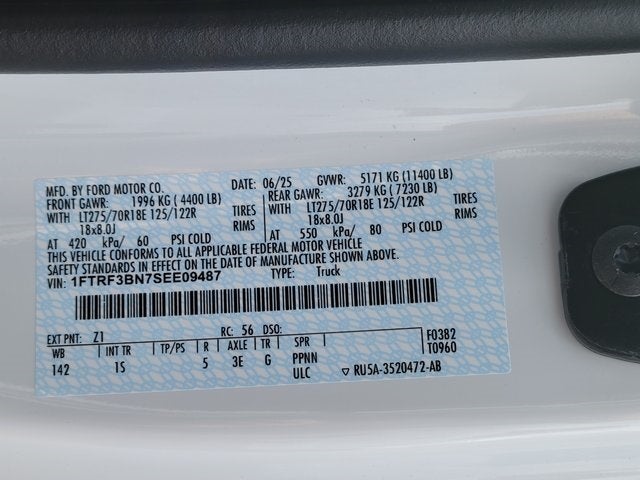 MFD. BY FORD MOTOR CO. DATE: 06/25 GVWR: 5171 KG (11400 LB)
FRONT GAWR: 1996 KG (4400 LB) REAR GAWR: 3279 KG (7230 LB)
WITH LT275/70R18E 125/122R TIRES WITH LT275/70R18E 125/122R TIRES
18x8.0J RIMS 18x8.0J RIMS
AT 420 kPa/ 60 PSI COLD AT 550 kPa/ 80 PSI COLD
THIS VEHICLE CONFORMS TO ALL APPLICABLE FEDERAL MOTOR VEHICLE
SAFETY STANDARDS IN EFFECT ON THE DATE OF MANUFACTURE SHOWN ABOVE.
VIN: 1FTRF3BN7SEE09487 TYPE: Truck
EXT PNT: Z1 RC: 56 DSO: F0382
WB INT TR TP/PS R AXLE TR SPR T0960
142 1S 5 3E G PPNN
ULC ▽ RU5A-3520472-AB